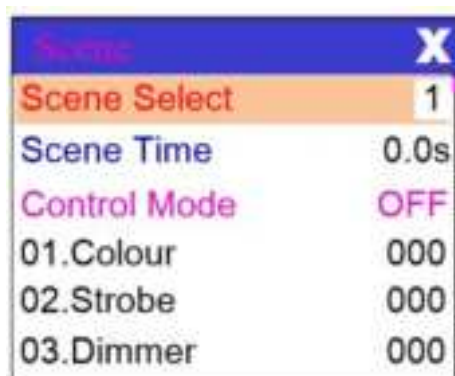 Scene X
Scene Select 1
Scene Time 0.0s
Control Mode OFF
01.Colour 000
02.Strobe 000
03.Dimmer 000